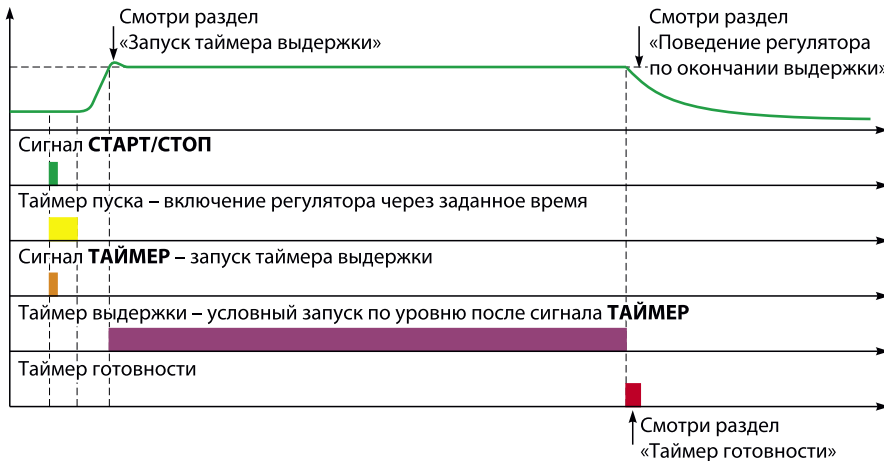 Смотри раздел
«Запуск таймера выдержки»
Смотри раздел
«Поведение регулятора
по окончании выдержки»
Сигнал СТАРТ/СТОП
Таймер пуска – включение регулятора через заданное время
Сигнал ТАЙМЕР – запуск таймера выдержки
Таймер выдержки – условный запуск по уровню после сигнала ТАЙМЕР
Таймер готовности
Смотри раздел
«Таймер готовности»